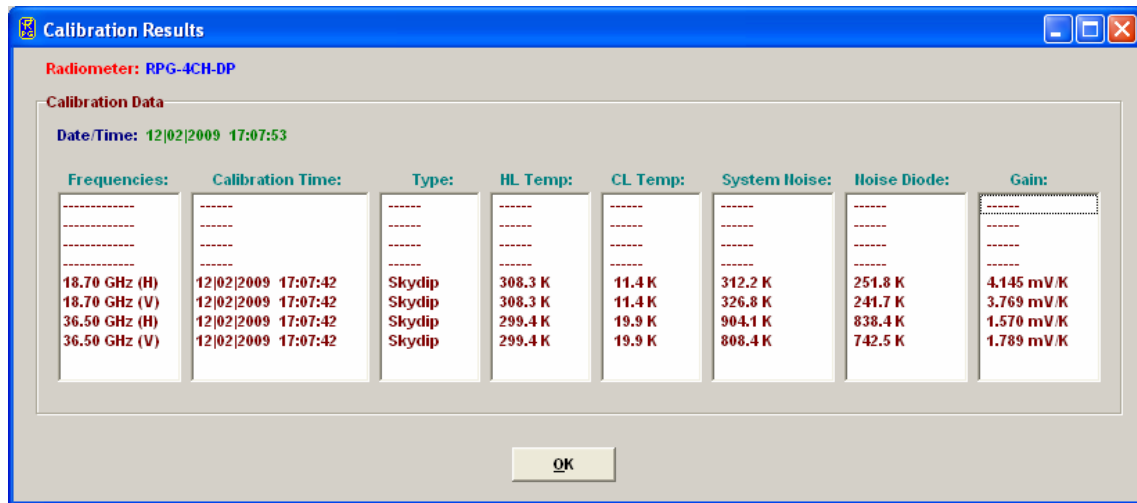 Calibration Results
Radiometer: RPG-4CH-DP
Calibration Data
Date/Time: 12|02|2009 17:07:53
Frequencies: Calibration Time: Type: HL Temp: CL Temp: System Noise: Noise Diode: Gain:
------------- ------ ------ ------ ------ ------ ------ ------
------------- ------ ------ ------ ------ ------ ------ ------
------------- ------ ------ ------ ------ ------ ------ ------
------------- ------ ------ ------ ------ ------ ------ ------
18.70 GHz (H) 12|02|2009 17:07:42 Skydip 308.3 K 11.4 K 312.2 K 251.8 K 4.145 mV/K
18.70 GHz (V) 12|02|2009 17:07:42 Skydip 308.3 K 11.4 K 326.8 K 241.7 K 3.769 mV/K
36.50 GHz (H) 12|02|2009 17:07:42 Skydip 299.4 K 19.9 K 904.1 K 838.4 K 1.570 mV/K
36.50 GHz (V) 12|02|2009 17:07:42 Skydip 299.4 K 19.9 K 808.4 K 742.5 K 1.789 mV/K
OK